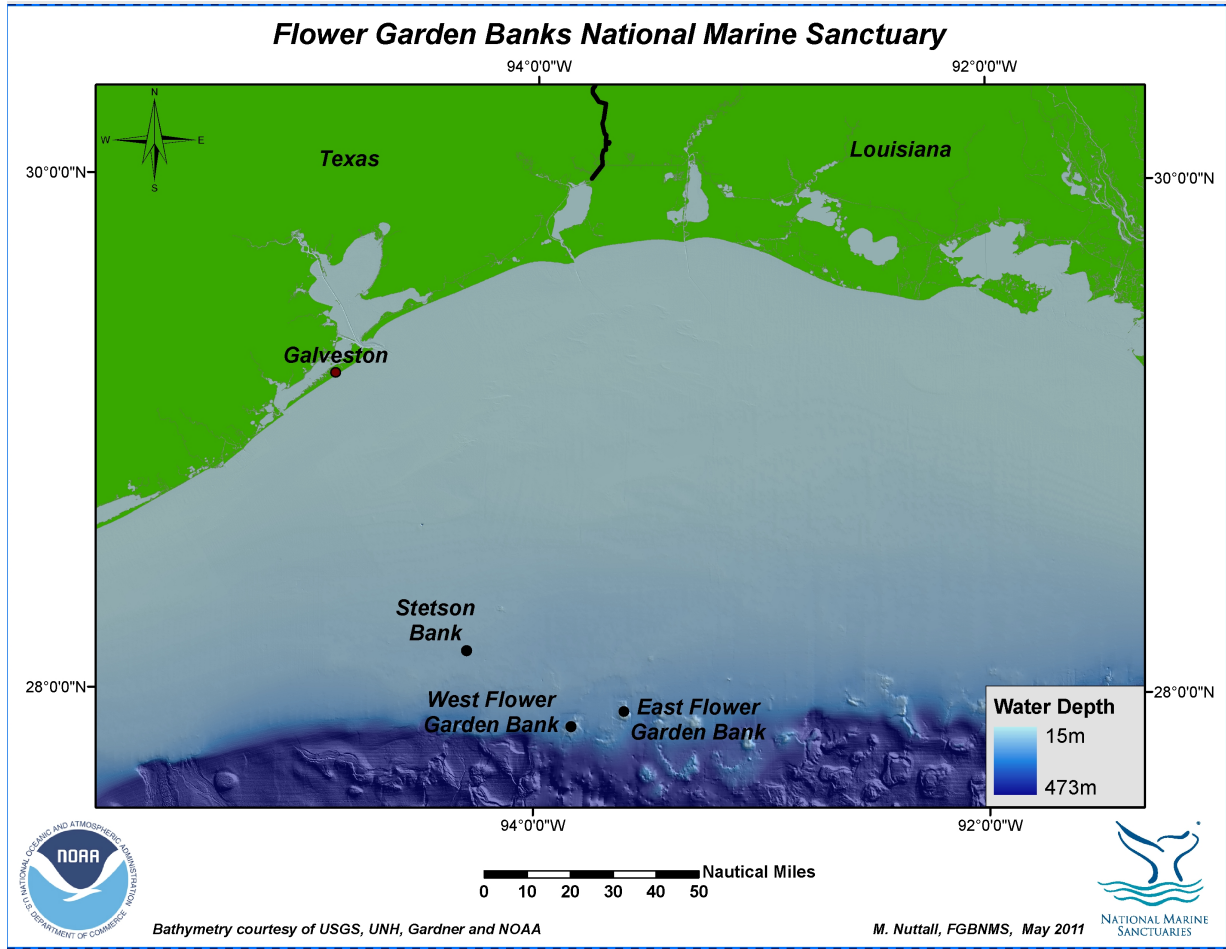 Flower Garden Banks National Marine Sanctuary
94°0'0"W
92°0'0"W
N
W
E
S
Texas
Louisiana
30°0'0"N
30°0'0"N
Galveston
Stetson
Bank
West Flower
Garden Bank
East Flower
Garden Bank
28°0'0"N
28°0'0"N
Water Depth
15m
473m
94°0'0"W
92°0'0"W
NATIONAL OCEANIC AND ATMOSPHERIC ADMINISTRATION
NOAA
U.S. DEPARTMENT OF COMMERCE
Nautical Miles
0 10 20 30 40 50
NATIONAL MARINE
SANCTUARIES
Bathymetry courtesy of USGS, UNH, Gardner and NOAA
M. Nuttall, FGBNMS, May 2011